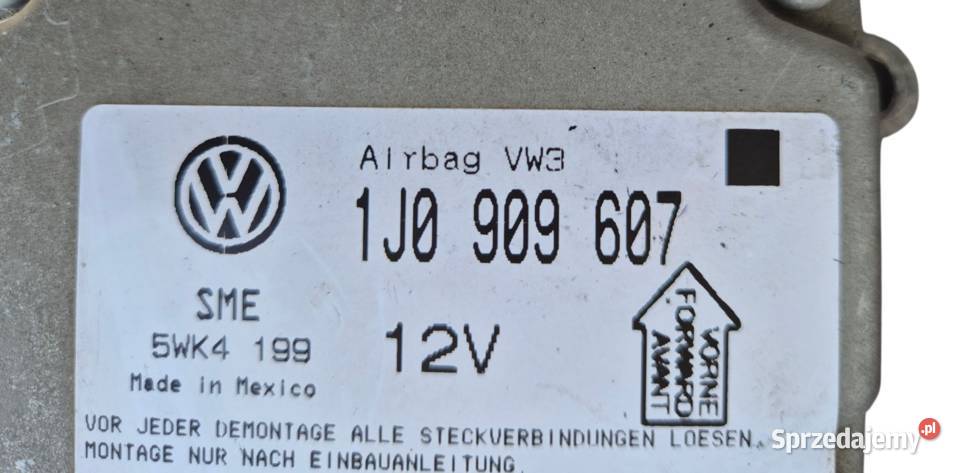 Airbag VW3
1J0 909 607
SME
12V
5WK4 199
Made in Mexico
VORNE
FORWARD
AVANT
VOR JEDER DEMONTAGE ALLE STECKVERBINDUNGEN LOESEN.
MONTAGE NUR NACH EINBAUANLEITUNG
Sprzedajemy.pl